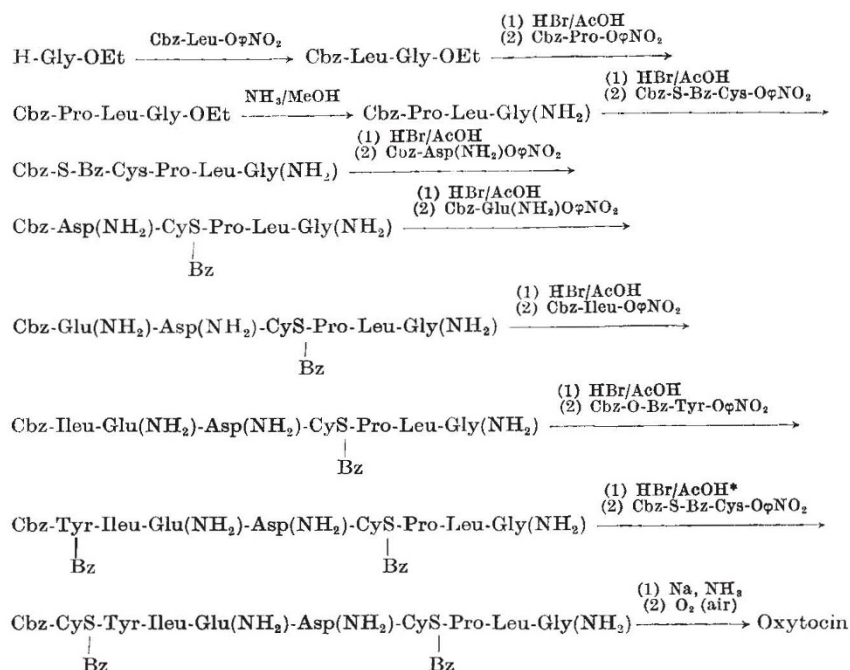 (1) HBr/AcOH
Cbz-Leu-OφNO₂ (2) Cbz-Pro-OφNO₂
H-Gly-OEt ⟶ Cbz-Leu-Gly-OEt ⟶
(1) HBr/AcOH
NH₃/MeOH (2) Cbz-S-Bz-Cys-OφNO₂
Cbz-Pro-Leu-Gly-OEt ⟶ Cbz-Pro-Leu-Gly(NH₂) ⟶
(1) HBr/AcOH
(2) Cbz-Asp(NH₂)OφNO₂
Cbz-S-Bz-Cys-Pro-Leu-Gly(NH₂) ⟶
(1) HBr/AcOH
(2) Cbz-Glu(NH₂)OφNO₂
Cbz-Asp(NH₂)-CyS-Pro-Leu-Gly(NH₂) ⟶
Bz
(1) HBr/AcOH
(2) Cbz-Ileu-OφNO₂
Cbz-Glu(NH₂)-Asp(NH₂)-CyS-Pro-Leu-Gly(NH₂) ⟶
Bz
(1) HBr/AcOH
(2) Cbz-O-Bz-Tyr-OφNO₂
Cbz-Ileu-Glu(NH₂)-Asp(NH₂)-CyS-Pro-Leu-Gly(NH₂) ⟶
Bz
(1) HBr/AcOH*
(2) Cbz-S-Bz-Cys-OφNO₂
Cbz-Tyr-Ileu-Glu(NH₂)-Asp(NH₂)-CyS-Pro-Leu-Gly(NH₂) ⟶
Bz Bz
(1) Na, NH₃
(2) O₂ (air)
Cbz-CyS-Tyr-Ileu-Glu(NH₂)-Asp(NH₂)-CyS-Pro-Leu-Gly(NH₂) ⟶ Oxytocin
Bz Bz